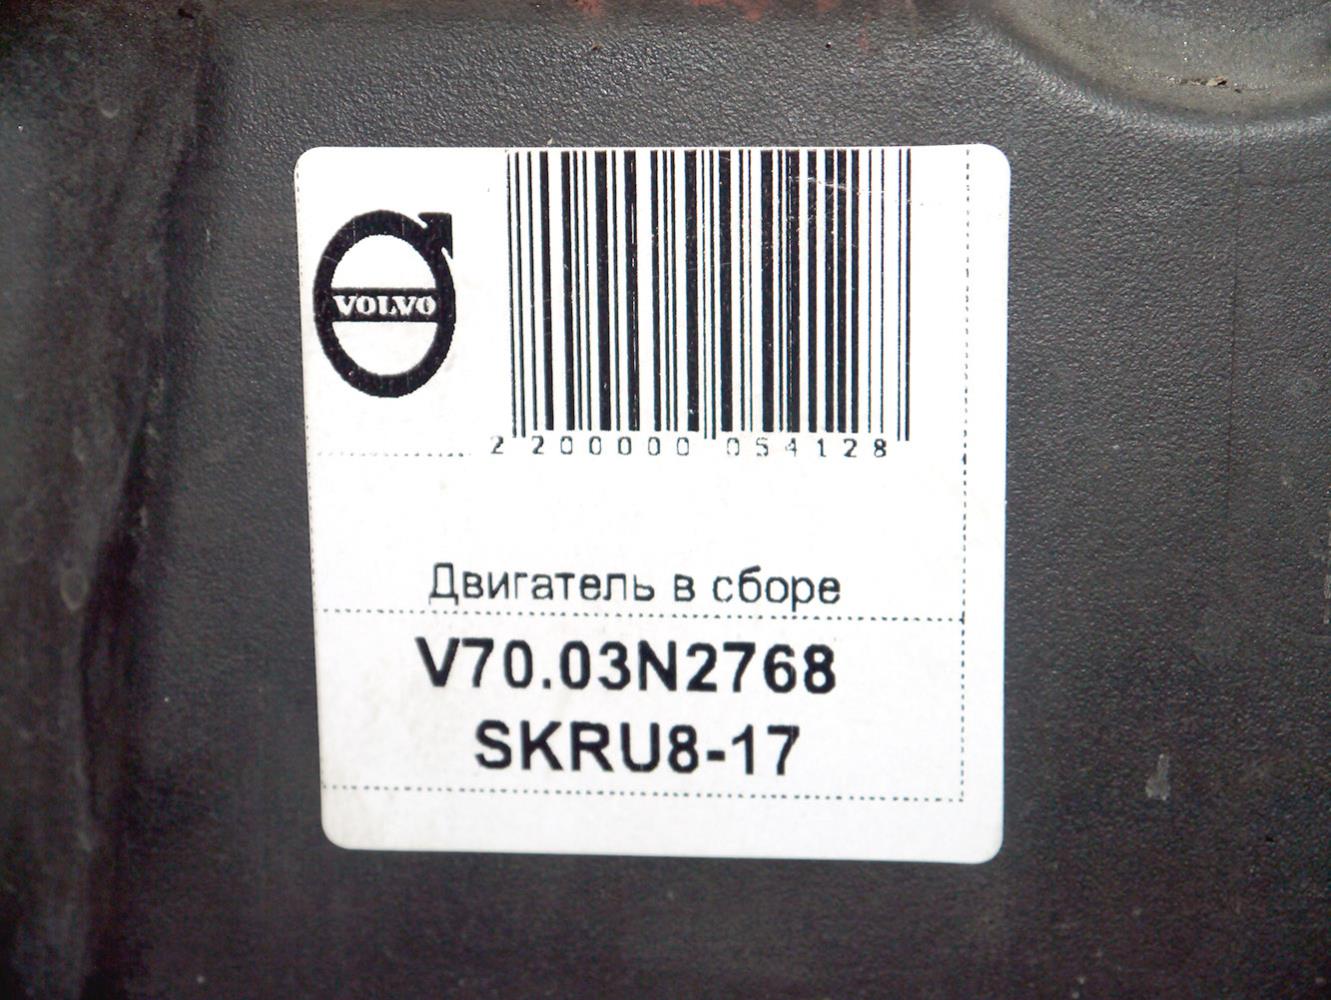 VOLVO
2 200000 054128
Двигатель в сборе
V70.03N2768
SKRU8-17